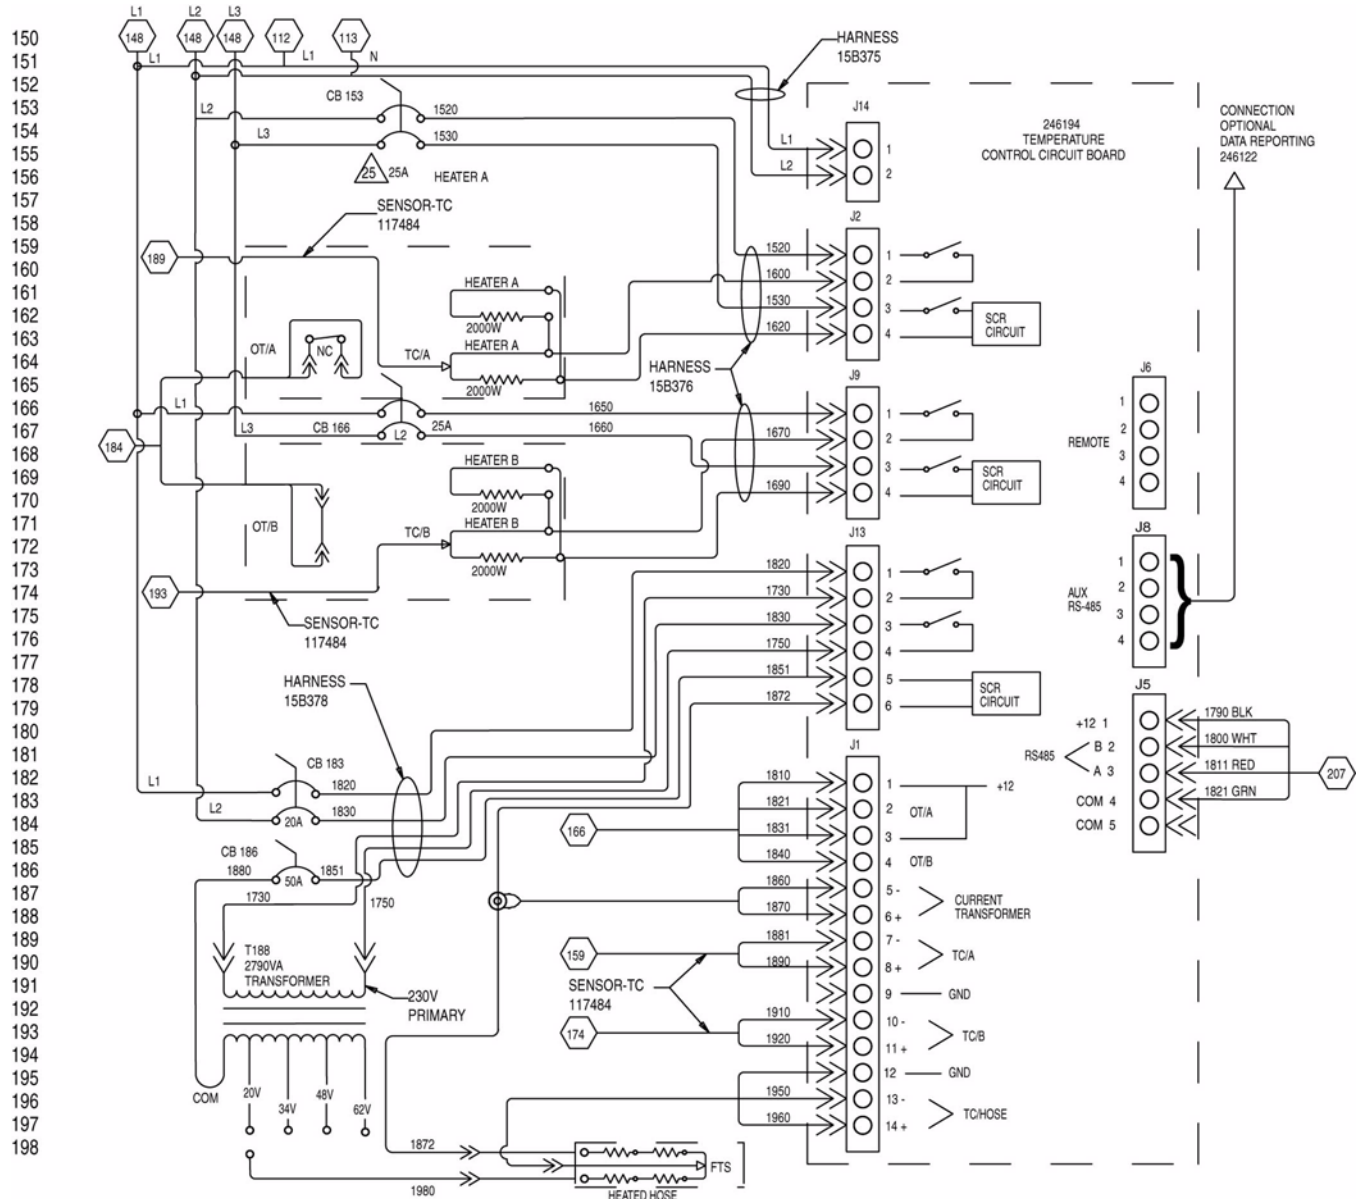 L1 L2 L3
150 148 148 148 112 113 HARNESS
151 L1 L1 N 15B375
152
CB 153 J14
153 L2 1520 CONNECTION
154 L3 1530 246194 OPTIONAL
TEMPERATURE DATA REPORTING
155 L1 1 CONTROL CIRCUIT BOARD 246122
156 25 25A HEATER A L2 2
157 SENSOR-TC
158 117484 J2
159 189 1520 1
160 HEATER A 1600 2
161 1530 3 SCR
162 2000W 1620 4 CIRCUIT
163 OT/A NC HEATER A
164 TC/A HARNESS J9 J6
165 2000W 15B376
166 L1 1650 1 1
167 L3 CB 166 L2 25A 1660 1670 2 2
168 184 REMOTE
169 HEATER B 3 SCR 3
170 2000W 1690 4 CIRCUIT 4
171 OT/B HEATER B
172 TC/B J13 J8
173 2000W 1820 1 1
174 193 1730 2 AUX 2
175 SENSOR-TC 1830 3 RS-485 3
176 117484 1750 4 4
177 HARNESS 1851 5 SCR
178 15B378 1872 6 CIRCUIT J5
179
180 J1 +12 1 1790 BLK
181 CB 183 RS485 B 2 1800 WHT
182 L1 1820 1810 1 +12 A 3 1811 RED 207
183 L2 1830 1821 2 OT/A COM 4 1821 GRN
184 20A 166 1831 3 COM 5
185 CB 186 1840 4 OT/B
186 1880 50A 1851 1860 5 - CURRENT
187 1730 1870 6 + TRANSFORMER
188 1750
189 T188 1881 7 - TC/A
190 2790VA 159 1890 8 +
191 TRANSFORMER SENSOR-TC 9 GND
192 230V 117484
PRIMARY 1910 10 - TC/B
193 174 1920 11 +
194 12 GND
195 COM 20V 34V 48V 62V
196 1950 13 - TC/HOSE
197 1960 14 +
198 1872
FTS
1980 HEATED HOSE